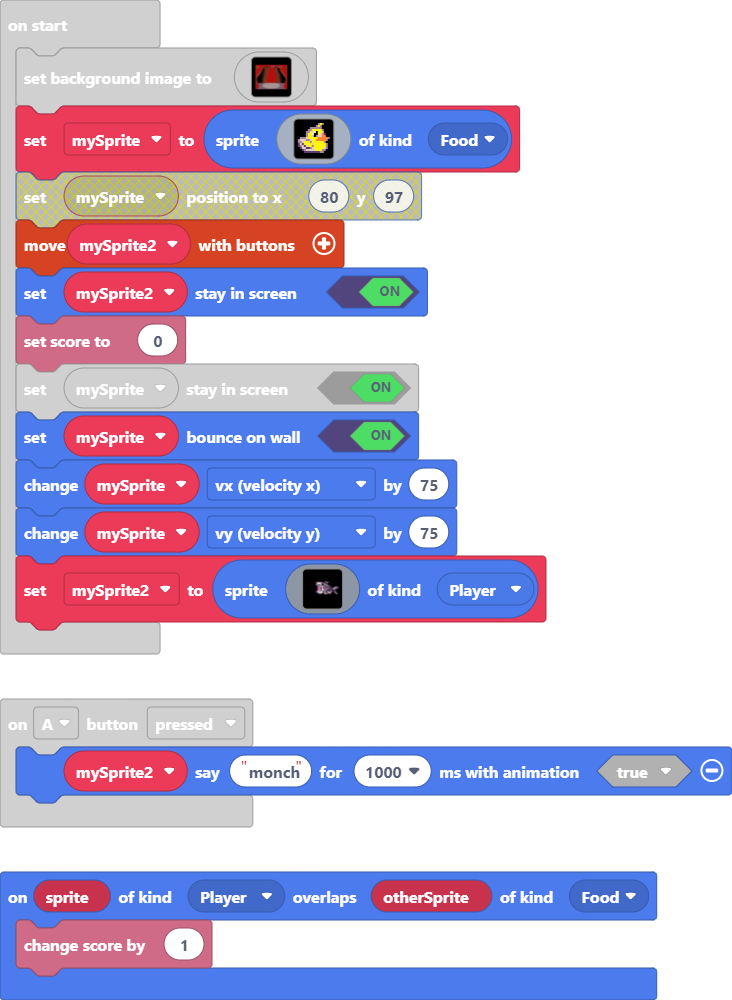 on start
set background image to
set mySprite to sprite of kind Food
set mySprite position to x 80 y 97
move mySprite2 with buttons
set mySprite2 stay in screen ON
set score to 0
set mySprite stay in screen ON
set mySprite bounce on wall ON
change mySprite vx (velocity x) by 75
change mySprite vy (velocity y) by 75
set mySprite2 to sprite of kind Player
on A button pressed
mySprite2 say "monch" for 1000 ms with animation true
on sprite of kind Player overlaps otherSprite of kind Food
change score by 1